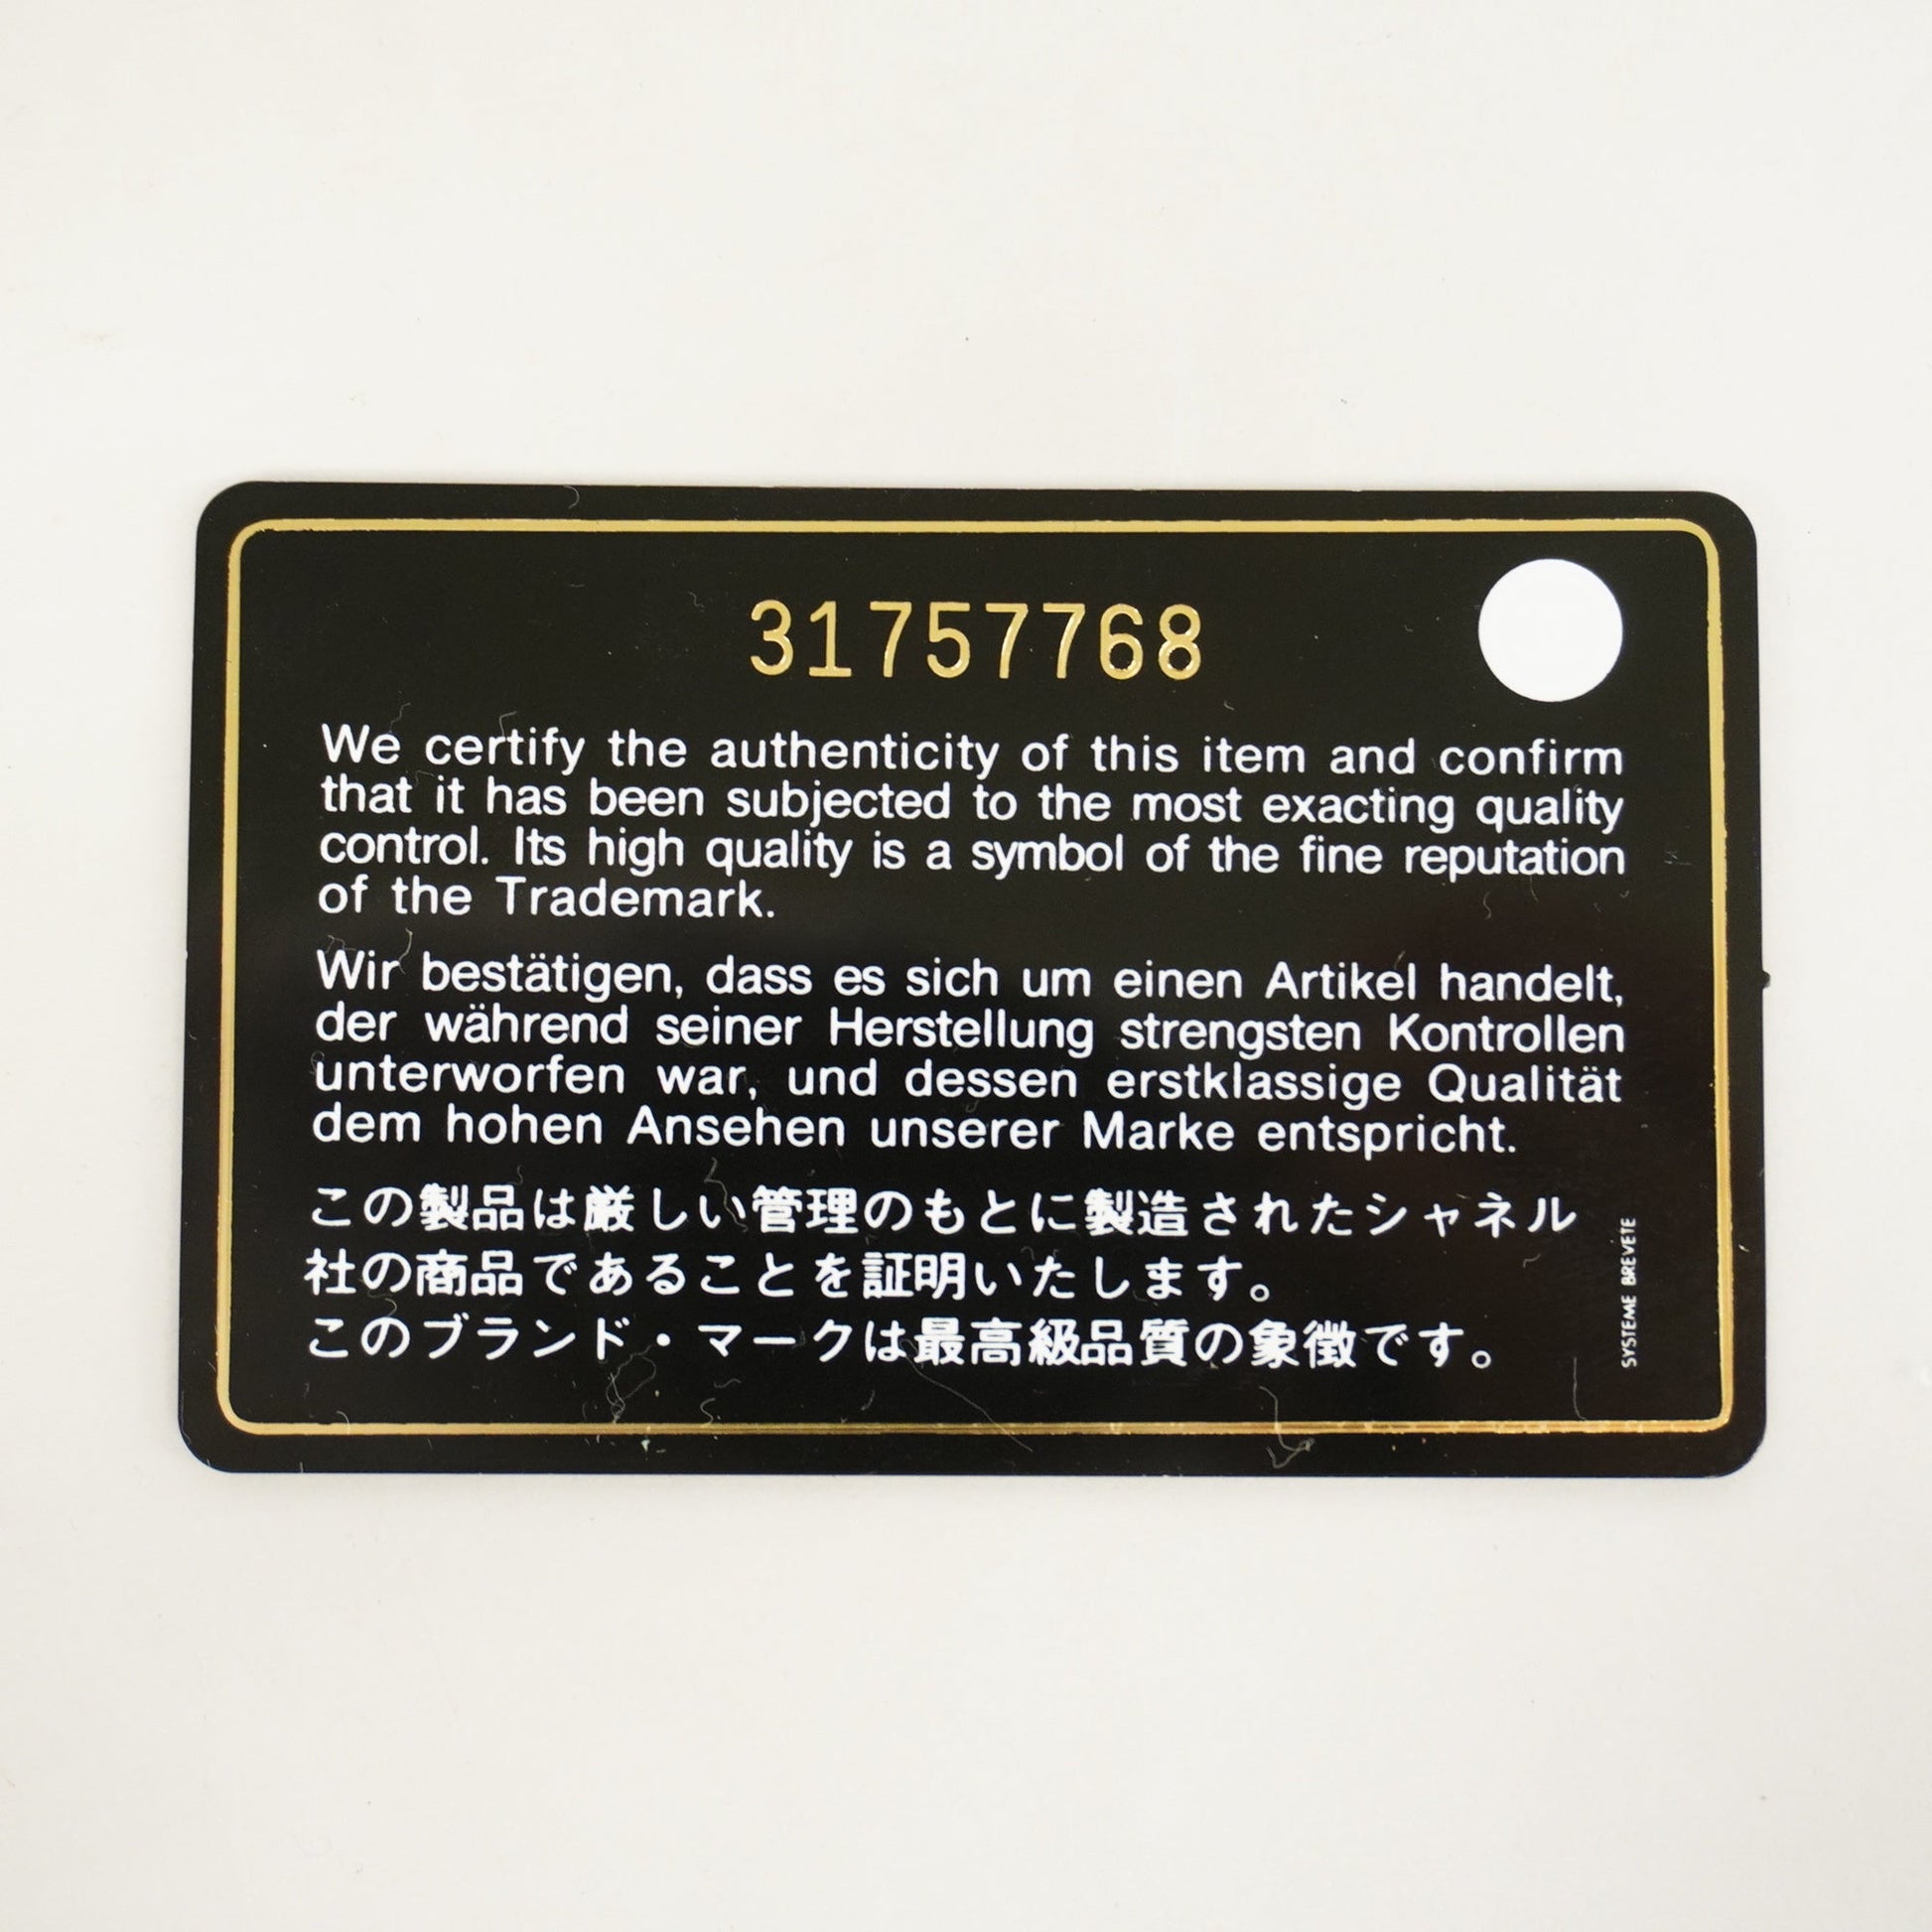 31757768
We certify the authenticity of this item and confirm
that it has been subjected to the most exacting quality
control. Its high quality is a symbol of the fine reputation
of the Trademark.
Wir bestätigen, dass es sich um einen Artikel handelt,
der während seiner Herstellung strengsten Kontrollen
unterworfen war, und dessen erstklassige Qualität
dem hohen Ansehen unserer Marke entspricht.
この製品は厳しい管理のもとに製造されたシャネル
社の商品であることを証明いたします。
このブランド・マークは最高級品質の象徴です。
SYSTEME BREVETE